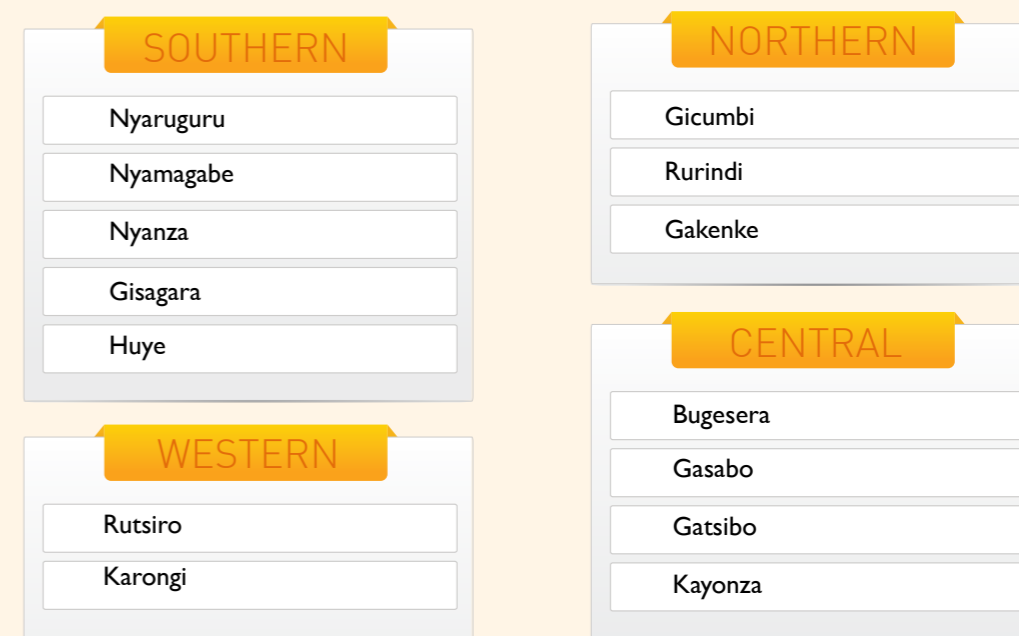 SOUTHERN
Nyaruguru
Nyamagabe
Nyanza
Gisagara
Huye
WESTERN
Rutsiro
Karongi
NORTHERN
Gicumbi
Rurindi
Gakenke
CENTRAL
Bugesera
Gasabo
Gatsibo
Kayonza